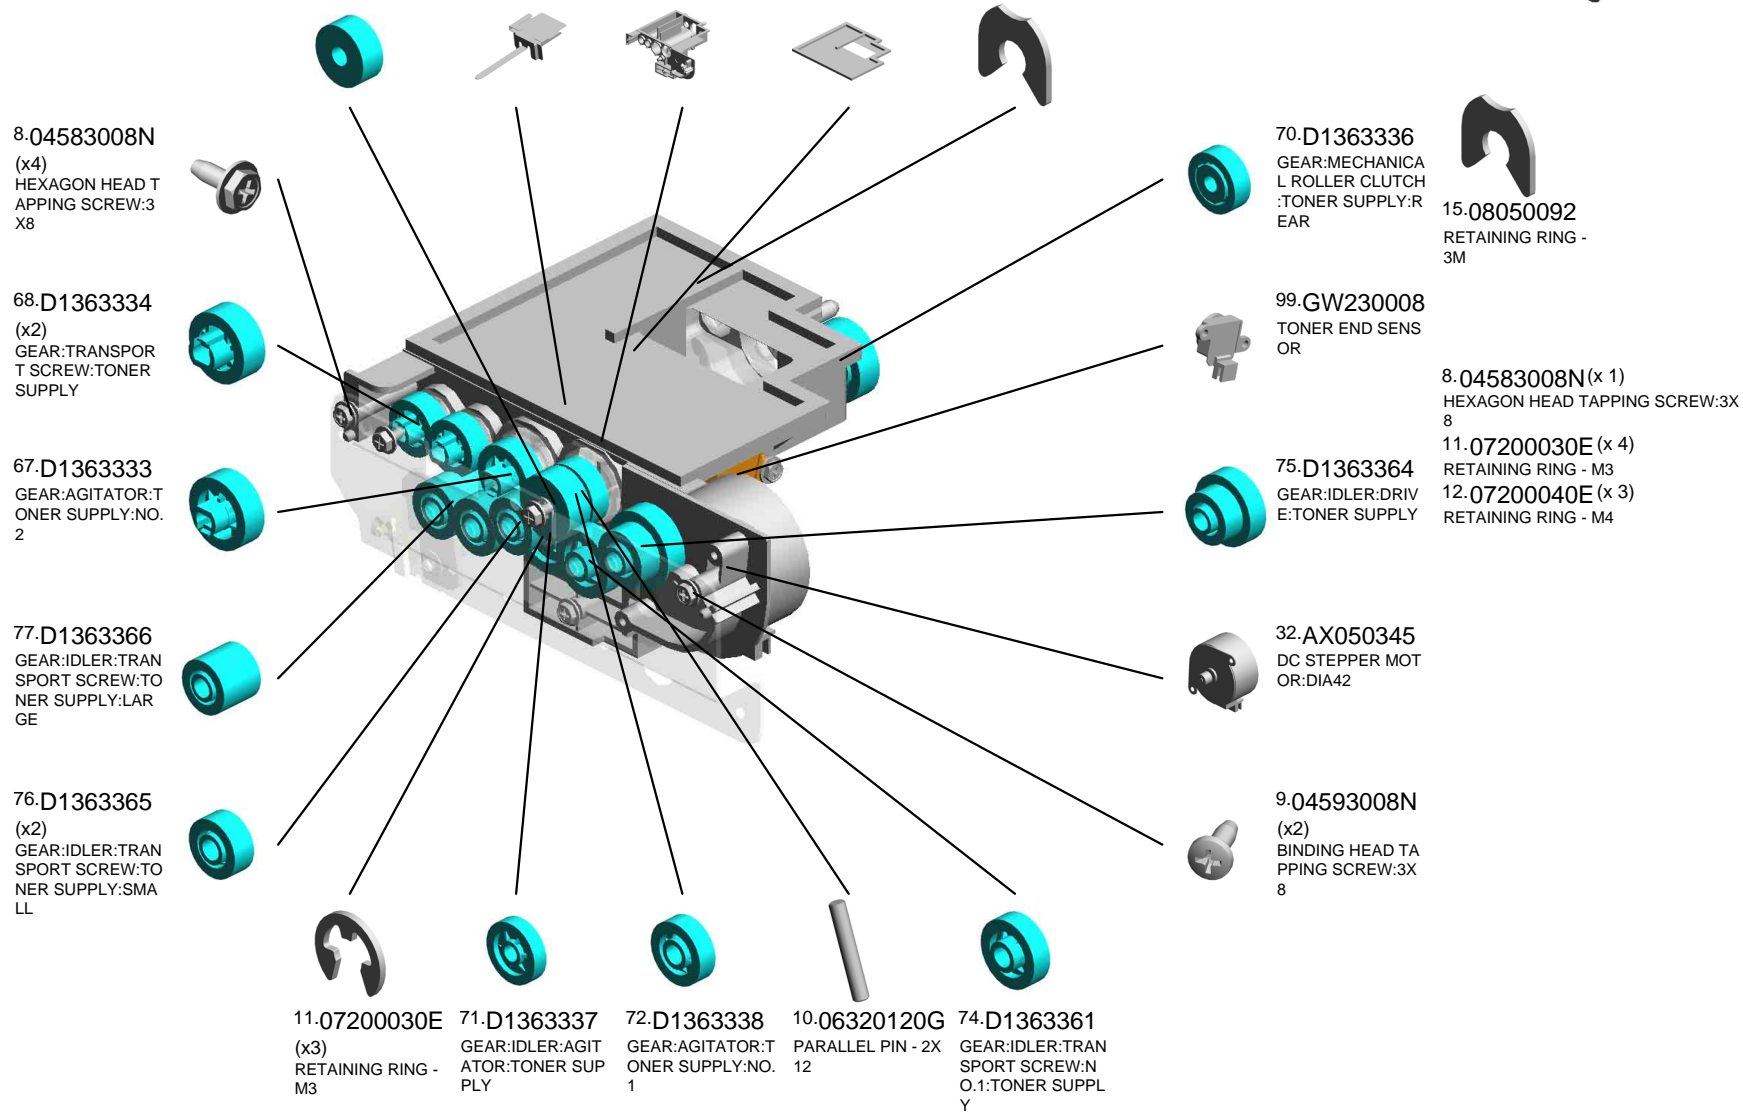 8.04583008N
(x4)
HEXAGON HEAD T
APPING SCREW:3
X8
68.D1363334
(x2)
GEAR:TRANSPOR
T SCREW:TONER
SUPPLY
67.D1363333
GEAR:AGITATOR:T
ONER SUPPLY:NO.
2
77.D1363366
GEAR:IDLER:TRAN
SPORT SCREW:TO
NER SUPPLY:LAR
GE
76.D1363365
(x2)
GEAR:IDLER:TRAN
SPORT SCREW:TO
NER SUPPLY:SMA
LL
11.07200030E
(x3)
RETAINING RING -
M3
71.D1363337
GEAR:IDLER:AGIT
ATOR:TONER SUP
PLY
72.D1363338
GEAR:AGITATOR:T
ONER SUPPLY:NO.
1
10.06320120G
PARALLEL PIN - 2X
12
74.D1363361
GEAR:IDLER:TRAN
SPORT SCREW:N
O.1:TONER SUPPL
Y
70.D1363336
GEAR:MECHANICA
L ROLLER CLUTCH
:TONER SUPPLY:R
EAR
99.GW230008
TONER END SENS
OR
75.D1363364
GEAR:IDLER:DRIV
E:TONER SUPPLY
32.AX050345
DC STEPPER MOT
OR:DIA42
9.04593008N
(x2)
BINDING HEAD TA
PPING SCREW:3X
8
15.08050092
RETAINING RING -
3M
8.04583008N (x 1)
HEXAGON HEAD TAPPING SCREW:3X
8
11.07200030E (x 4)
RETAINING RING - M3
12.07200040E (x 3)
RETAINING RING - M4